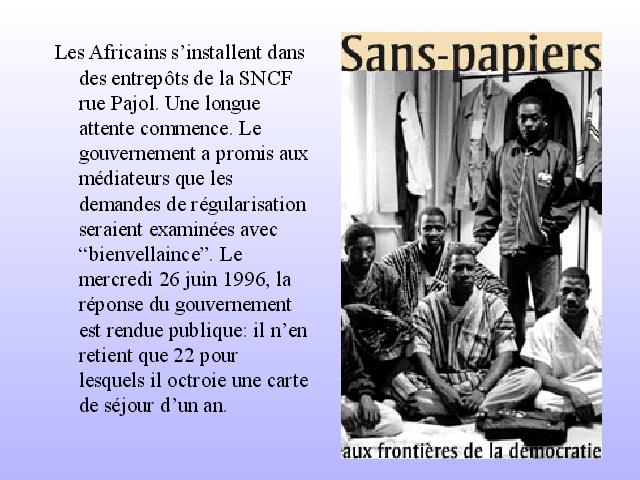 Les Africains s’installent dans
des entrepôts de la SNCF
rue Pajol. Une longue
attente commence. Le
gouvernement a promis aux
médiateurs que les
demandes de régularisation
seraient examinées avec
“bienvellaince”. Le
mercredi 26 juin 1996, la
réponse du gouvernement
est rendue publique: il n’en
retient que 22 pour
lesquels il octroie une carte
de séjour d’un an.
Sans-papiers
aux frontières de la démocratie